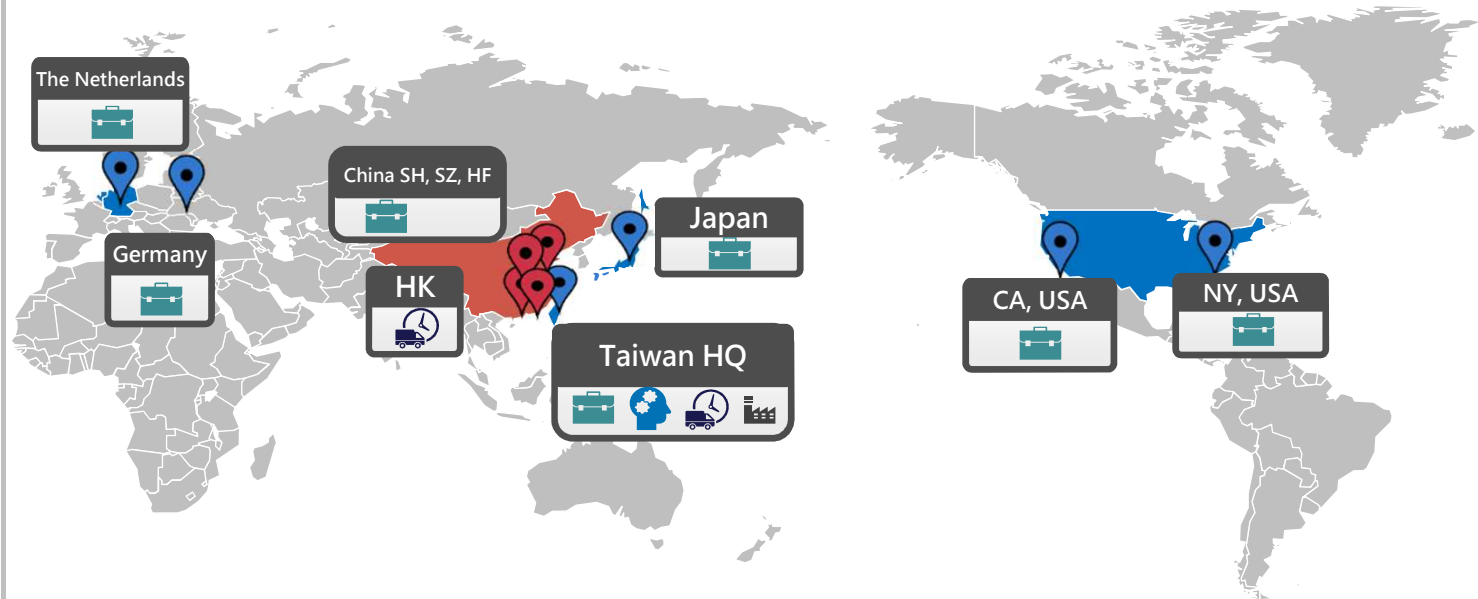 The Netherlands
China SH, SZ, HF
Japan
Germany
HK
CA, USA
NY, USA
Taiwan HQ